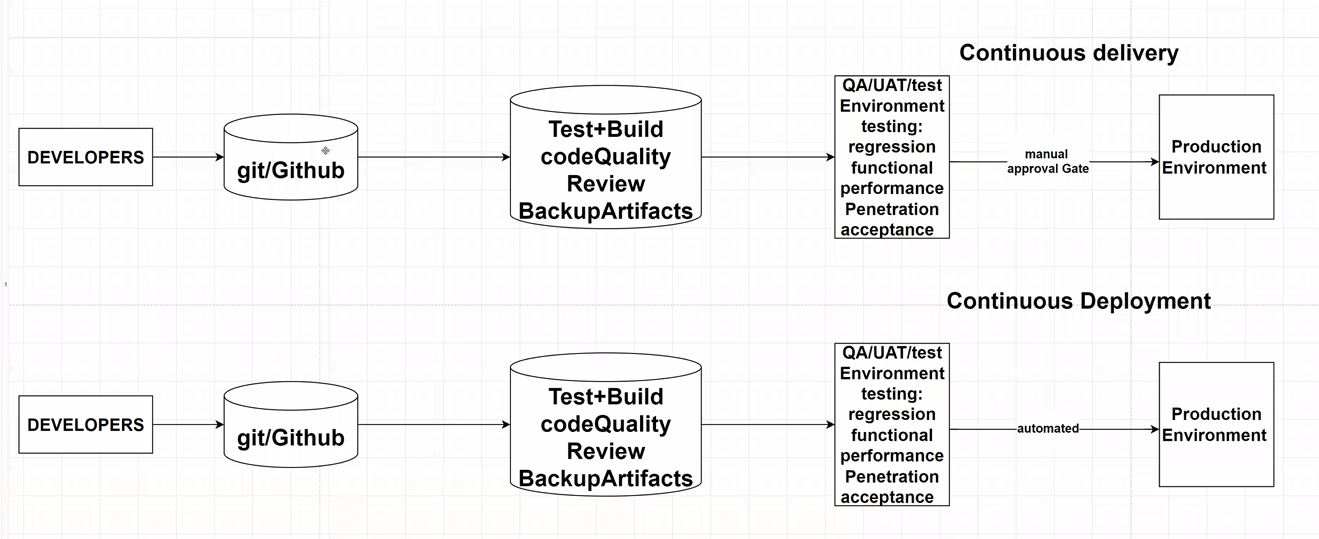 Continuous delivery
DEVELOPERS
git/Github
Test+Build
codeQuality
Review
BackupArtifacts
QA/UAT/test
Environment
testing:
regression
functional
performance
Penetration
acceptance
manual
approval Gate
Production
Environment
Continuous Deployment
DEVELOPERS
git/Github
Test+Build
codeQuality
Review
BackupArtifacts
QA/UAT/test
Environment
testing:
regression
functional
performance
Penetration
acceptance
automated
Production
Environment